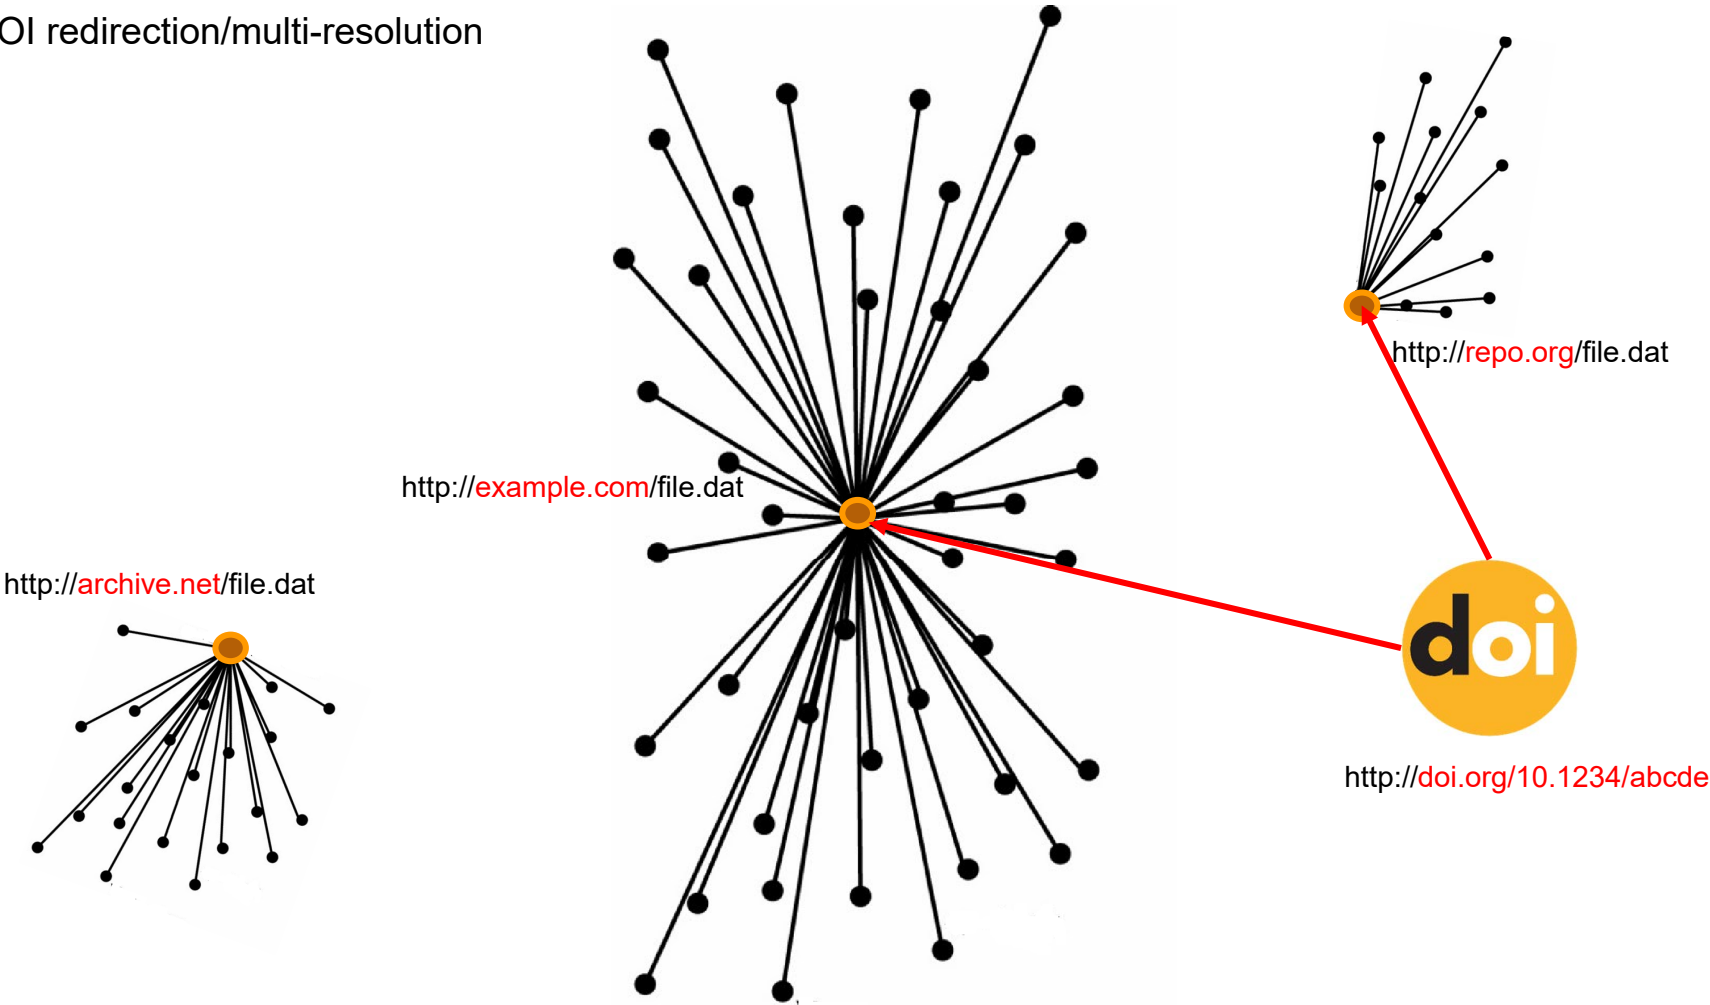 OI redirection/multi-resolution
http://repo.org/file.dat
http://example.com/file.dat
http://archive.net/file.dat
doi
http://doi.org/10.1234/abcde